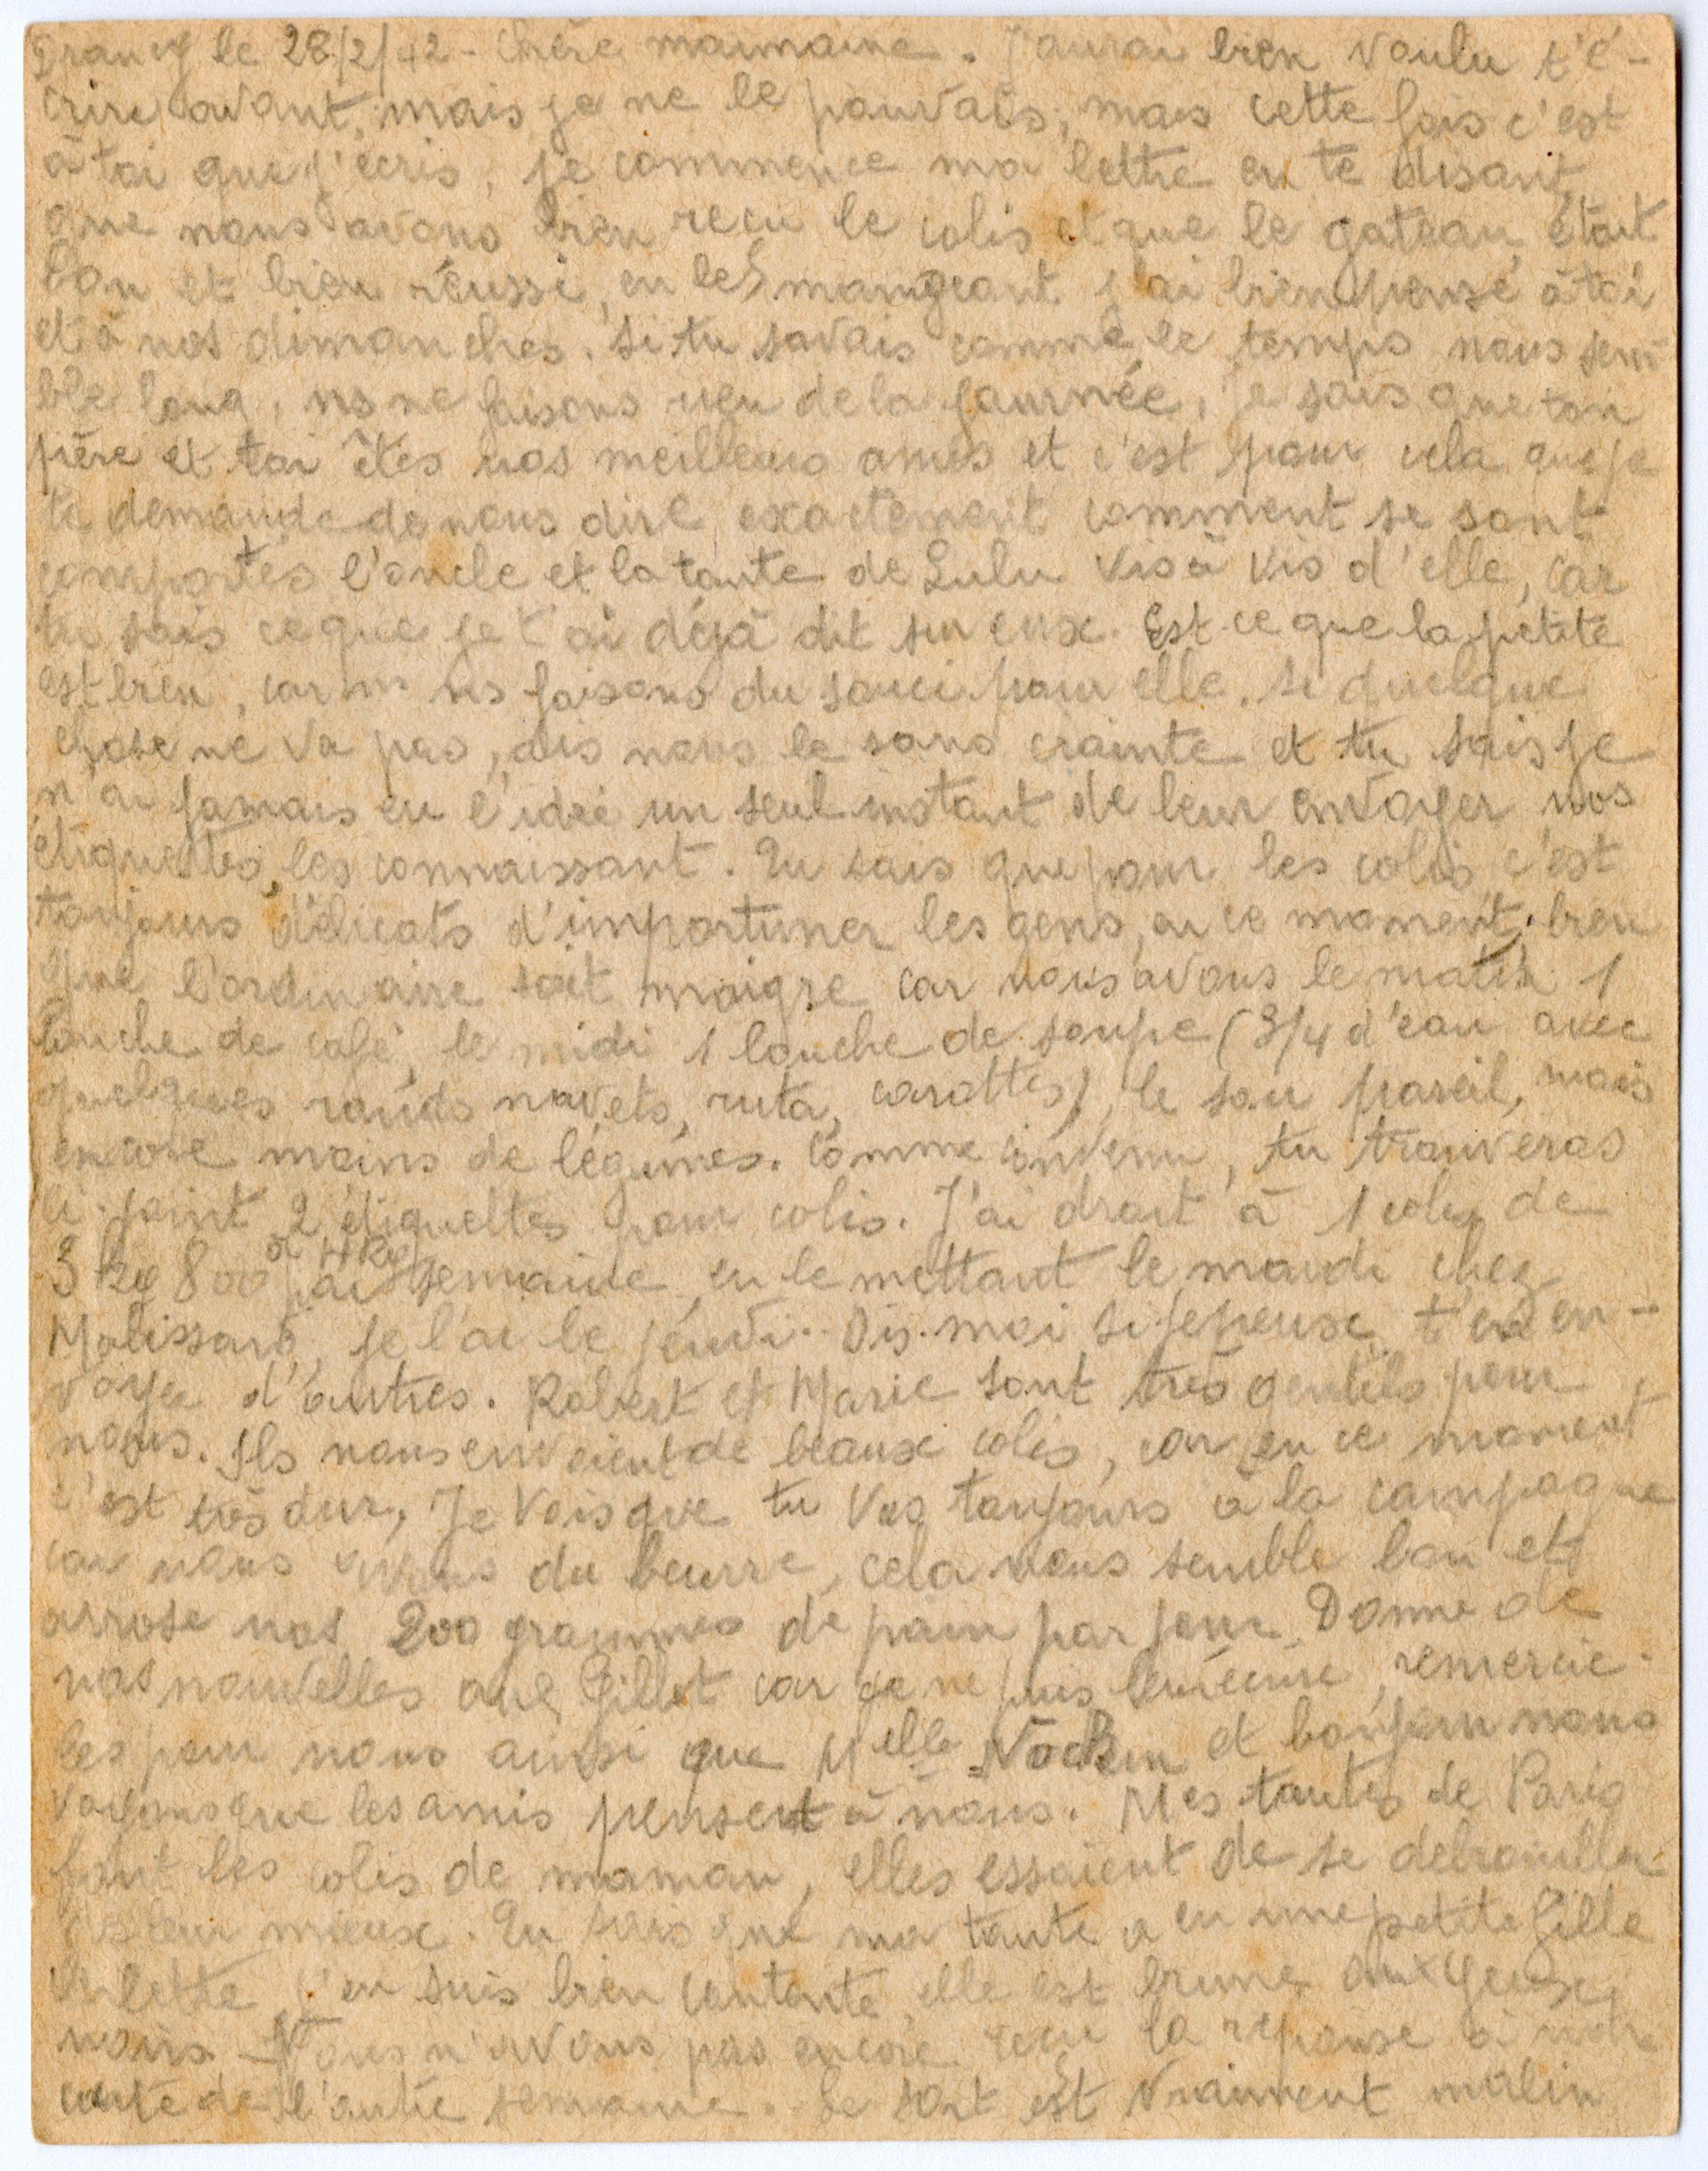 Drancy le 28/2/42 - Chère marraine. J'aurai bien voulu t'é-
crire avant, mais je ne le pouvais, mais cette fois c'est
à toi que j'écris, je commence ma lettre en te disant
que nous avons bien reçu le colis et que le gateau était
bon et bien réussi, en le mangeant j'ai bien pensé à toi
et à nos dimanches. Si tu savais comme le temps nous sem
ble long, ns ne faisons rien de la journée, je sais que ton
père et toi êtes nos meilleurs amis et c'est pour cela que je
te demande de nous dire exactement comment se sont
comportés l'oncle et la tante de Lulu vis à vis d'elle, car
tu sais ce que je t'ai déjà dit sur eux. Est-ce que la petite
est bien, car ns ns faisons du souci pour elle. Si quelque
chose ne va pas, dis nous le sans crainte et tu sais je
n'ai jamais eu l'idée un seul instant de leur envoyer nos
étiquettes, les connaissant. Tu sais que pour les colis c'est
toujours délicats d'importuner les gens, en ce moment, bien
que l'ordinaire soit maigre car nous avons le matin 1
louche de café, le midi 1 louche de soupe (3/4 d'eau avec
quelques ronds navets, ruta, carottes), le soir pareil, mais
encore moins de légumes. Comme convenu, tu trouveras
ci-joint 2 étiquettes pour colis. J'ai droit à 1 colis de
3 kg 800 à 4 Kg par semaine, en le mettant le mardi chez
Malissard, je l'ai le jeudi. Dis-moi si je peux t'en en-
voyer d'autres. Robert et Marie sont très gentils pour
nous. Ils nous envoient de beaux colis, car en ce moment
c'est très dur, Je vois que tu vas toujours à la campagne
car nous avons du beurre, cela nous semble bon et
arrose nos 200 grammes de pain par jour. Donne de
nos nouvelles aux Gillet car je ne puis leur écrire, remercie-
les pour nous ainsi que Melle et bonjour nous
voyons que les amis pensent à nous. Mes tantes de Paris
font les colis de maman, elles essaient de se débrouiller
de leur mieux. Tu sais que ma tante a eu une petite fille
Arlette, j'en suis bien contente, elle est brune aux yeux
noirs - Nous n'avons pas encore reçu la réponse à notre
carte de l'autre semaine. Le sort est vraiment malin